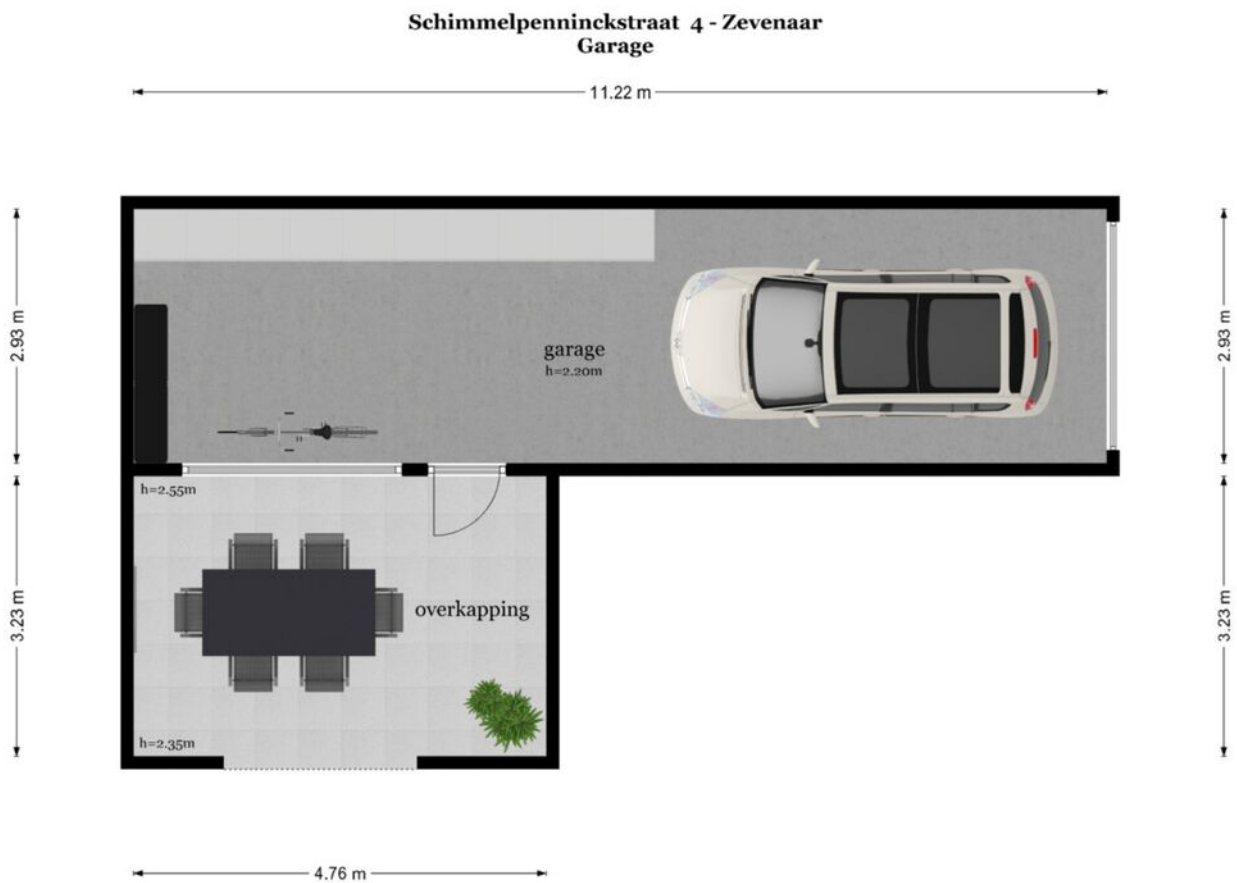 Schimmelpenninckstraat 4 - Zevenaar
Garage
11.22 m
2.93 m
2.93 m
garage
h=2.20m
h=2.55m
3.23 m
3.23 m
overkapping
h=2.35m
4.76 m